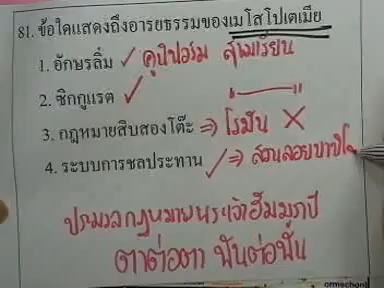 81. ข้อใดแสดงถึงอารยธรรมของเมโสโปเตเมีย
1. อักษรลิ่ม ✓ คูนิฟอร์ม สุเมเรียน
2. ซิกกูแรต ✓
3. กฎหมายสิบสองโต๊ะ ⇒ โรมัน X
4. ระบบการชลประทาน ✓ ⇒ สวนลอยบาบิโ
ประมวลกฎหมายพระเจ้าฮัมมูราบี
ตาต่อตา ฟันต่อฟัน